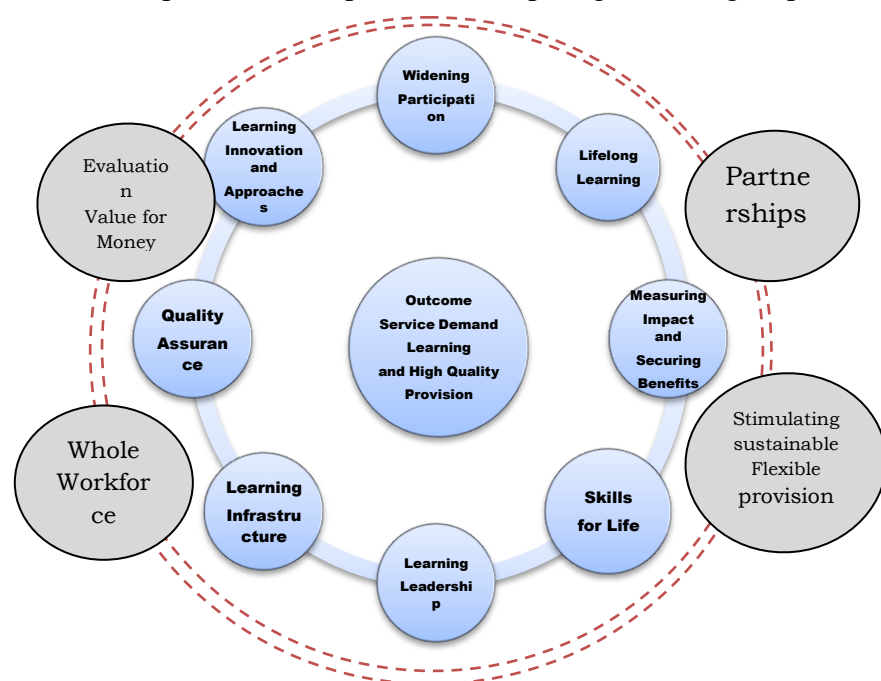 Widening
Participati
on
Lifelong
Learning
Partne
rships
Measuring
Impact
and
Securing
Benefits
Stimulating
sustainable
Flexible
provision
Skills
for Life
Learning
Leadershi
p
Learning
Infrastru
cture
Whole
Workfor
ce
Quality
Assuran
ce
Evaluatio
n
Value for
Money
Learning
Innovation
and
Approache
s
Outcome
Service Demand
Learning
and High Quality
Provision